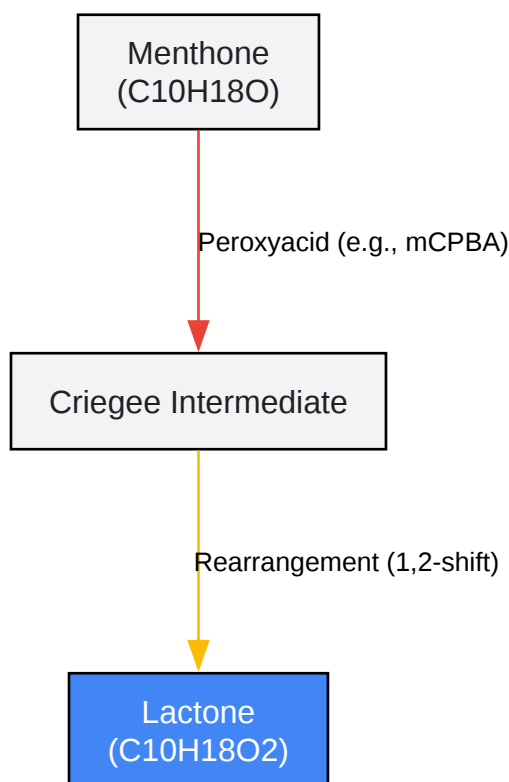 Menthone
(C10H18O)
Peroxyacid (e.g., mCPBA)
Criegee Intermediate
Rearrangement (1,2-shift)
Lactone
(C10H18O2)